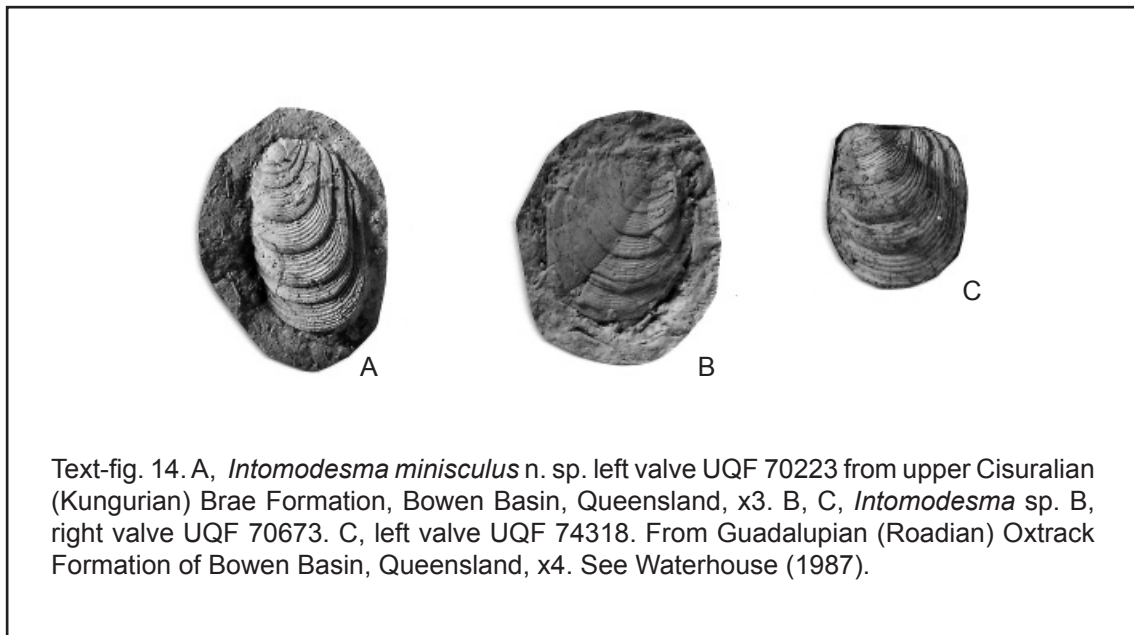 A
B
C
Text-fig. 14. A, Intomodesma minisculus n. sp. left valve UQF 70223 from upper Cisuralian
(Kungurian) Brae Formation, Bowen Basin, Queensland, x3. B, C, Intomodesma sp. B,
right valve UQF 70673. C, left valve UQF 74318. From Guadalupian (Roadian) Oxtrack
Formation of Bowen Basin, Queensland, x4. See Waterhouse (1987).